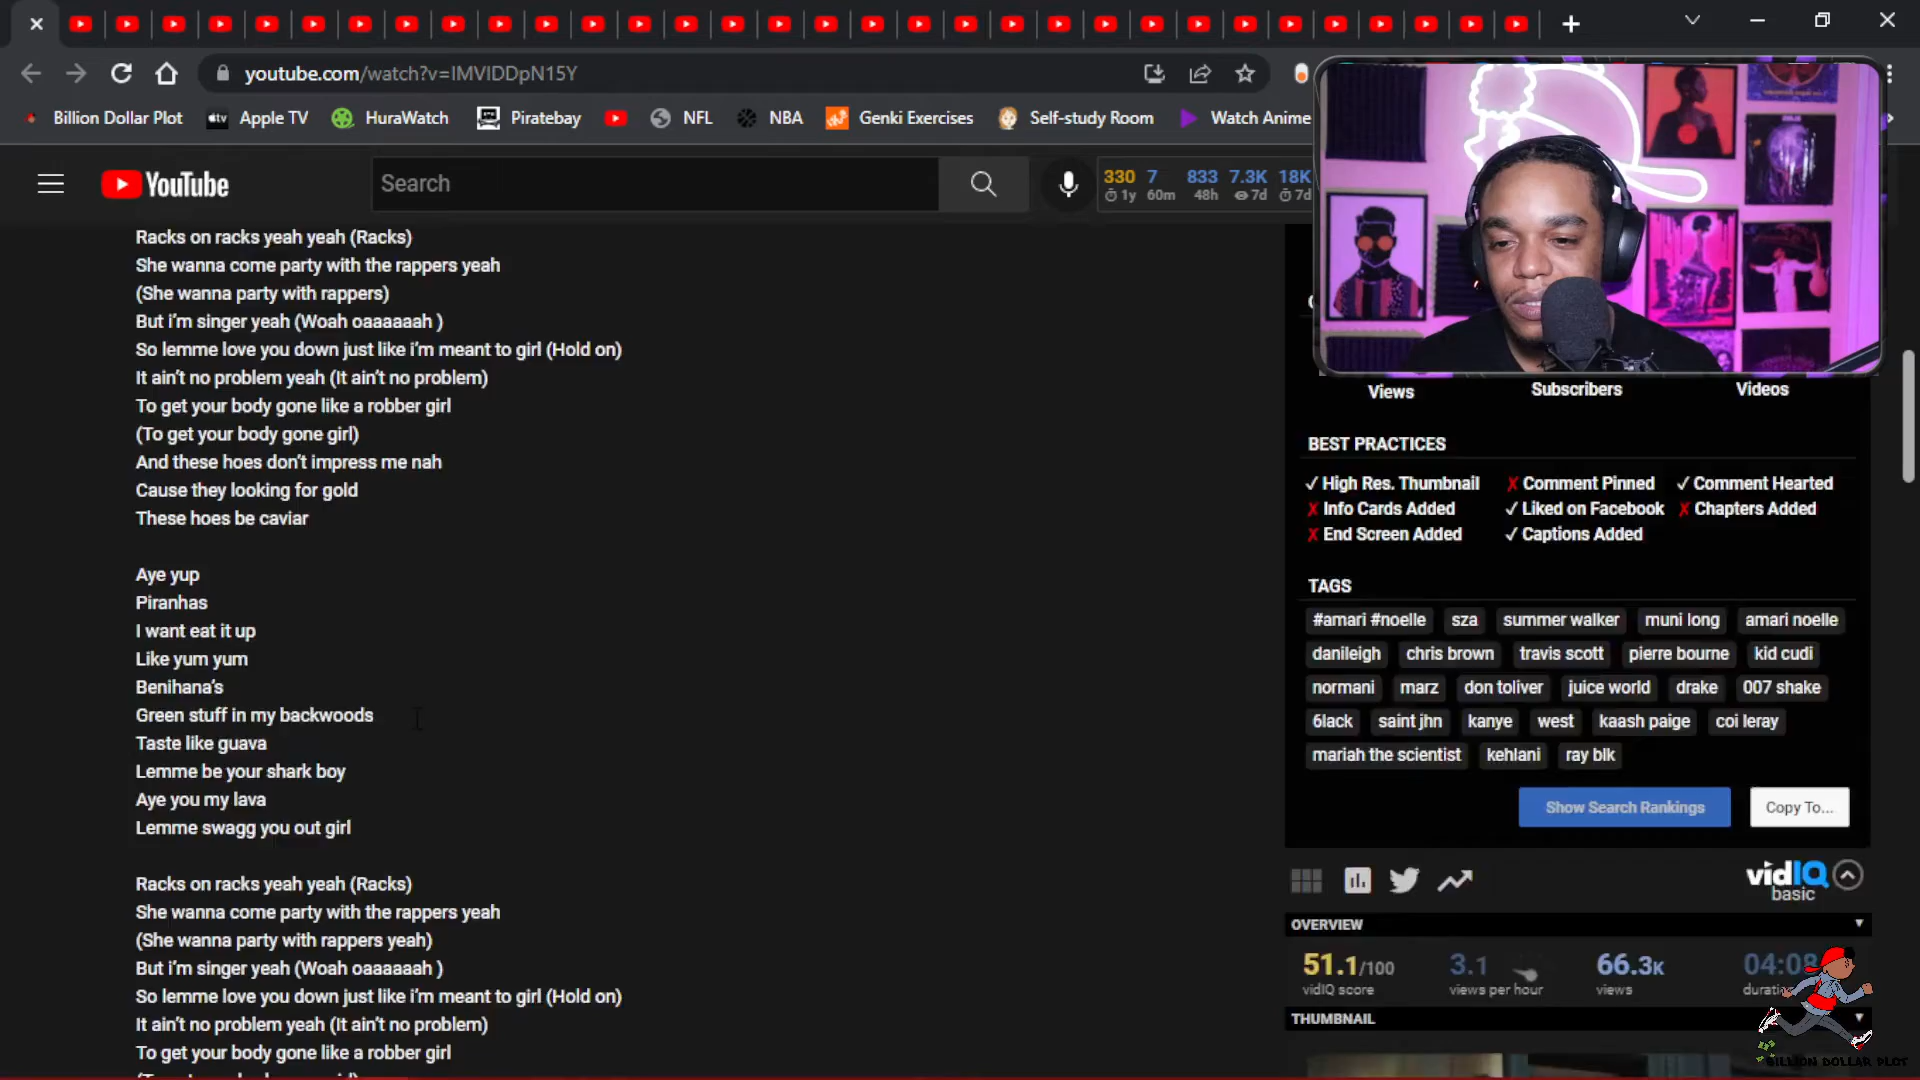 youtube.com/watch?v=IMVIDDpN15Y
Billion Dollar Plot
tv Apple TV
HuraWatch
Piratebay
NFL
NBA
Genki Exercises
Self-study Room
Watch Anime
YouTube
Search
330 7 833 7.3K 18K
1y 60m 48h 7d 7d
Racks on racks yeah yeah (Racks)
She wanna come party with the rappers yeah
(She wanna party with rappers)
But i’m singer yeah (Woah oaaaaaah )
So lemme love you down just like i’m meant to girl (Hold on)
It ain’t no problem yeah (It ain’t no problem)
To get your body gone like a robber girl
(To get your body gone girl)
And these hoes don’t impress me nah
Cause they looking for gold
These hoes be caviar
Aye yup
Piranhas
I want eat it up
Like yum yum
Benihana’s
Green stuff in my backwoods
Taste like guava
Lemme be your shark boy
Aye you my lava
Lemme swagg you out girl
Racks on racks yeah yeah (Racks)
She wanna come party with the rappers yeah
(She wanna party with rappers yeah)
But i’m singer yeah (Woah oaaaaaah )
So lemme love you down just like i’m meant to girl (Hold on)
It ain’t no problem yeah (It ain’t no problem)
To get your body gone like a robber girl
Views Subscribers Videos
BEST PRACTICES
✓ High Res. Thumbnail ✗ Comment Pinned ✓ Comment Hearted
✗ Info Cards Added ✓ Liked on Facebook ✗ Chapters Added
✗ End Screen Added ✓ Captions Added
TAGS
#amari #noelle sza summer walker muni long amari noelle
danileigh chris brown travis scott pierre bourne kid cudi
normani marz don toliver juice world drake 007 shake
6lack saint jhn kanye west kaash paige coi leray
mariah the scientist kehlani ray blk
Show Search Rankings Copy To...
vidIQ
basic
OVERVIEW
51.1/100 3.1 66.3K 04:08
vidIQ score views per hour views
THUMBNAIL
BILLION DOLLAR PLOT